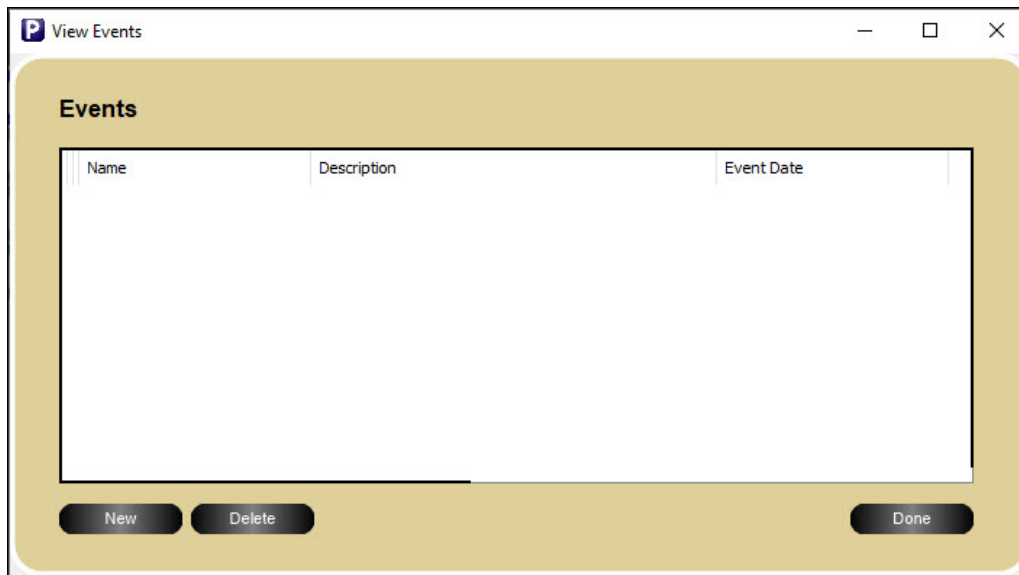 P View Events
Events
Name Description Event Date
New Delete Done